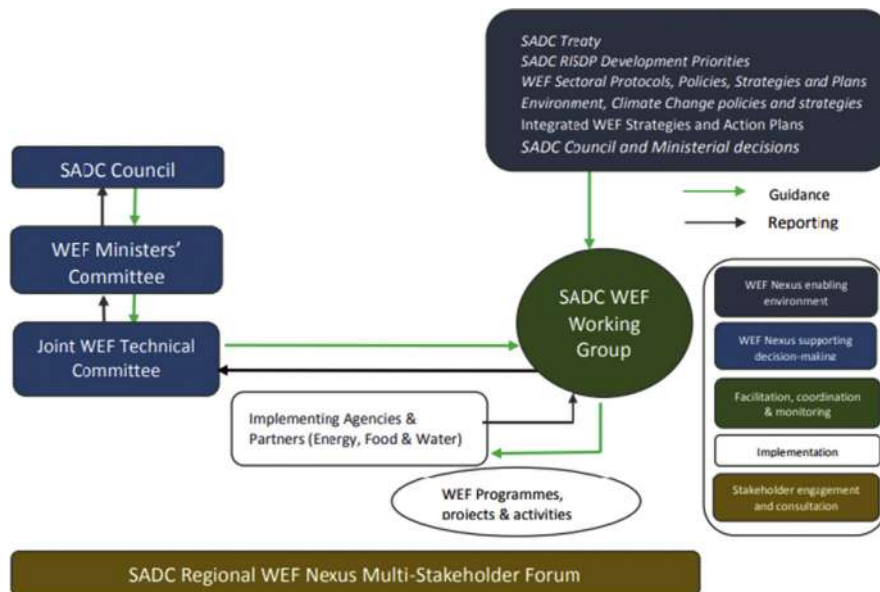 SADC Treaty
SADC RISDP Development Priorities
WEF Sectoral Protocols, Policies, Strategies and Plans
Environment, Climate Change policies and strategies
Integrated WEF Strategies and Action Plans
SADC Council and Ministerial decisions
SADC Council
Guidance
Reporting
WEF Ministers’
Committee
SADC WEF
Working
Group
Joint WEF Technical
Committee
Implementing Agencies &
Partners (Energy, Food & Water)
WEF Programmes,
projects & activities
WEF Nexus enabling
environment
WEF Nexus supporting
decision-making
Facilitation, coordination
& monitoring
Implementation
Stakeholder engagement
and consultation
SADC Regional WEF Nexus Multi-Stakeholder Forum